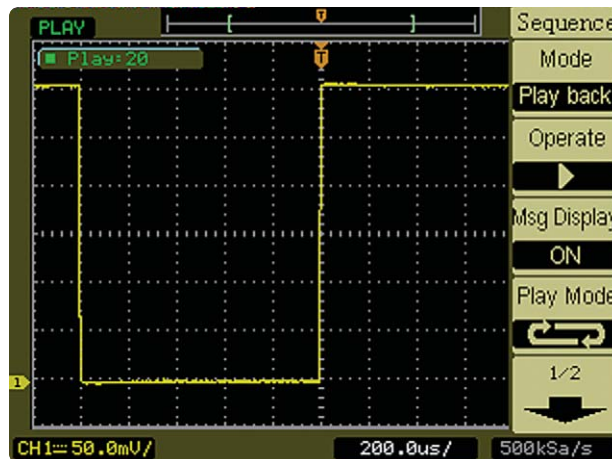 PLAY
T
Sequence
Play:20
T
Mode
Play back
Operate
Msg Display
ON
Play Mode
1
1/2
CH1 50.0mV/
200.0us/
500kSa/s